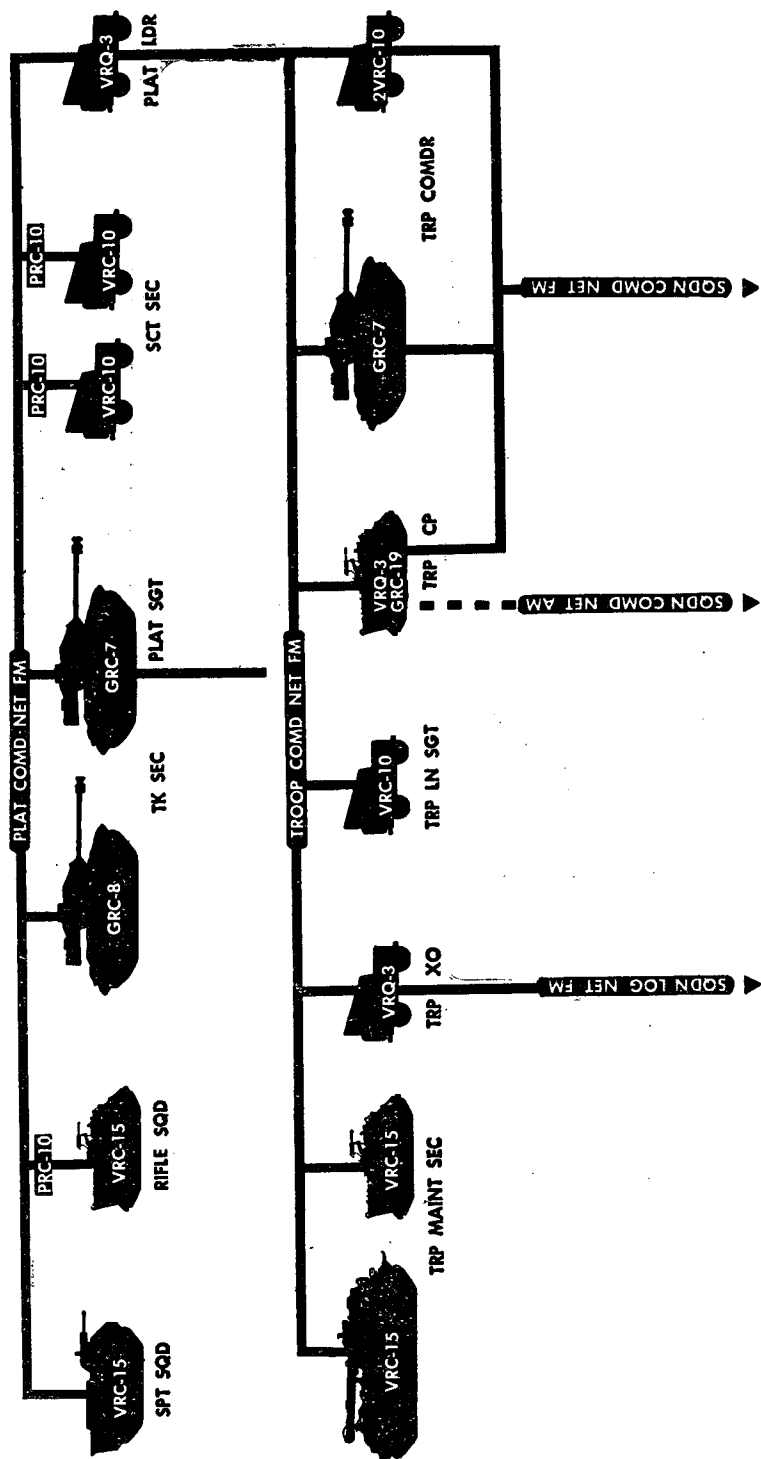 PLAT COMD NET FM
VRC-15
SPT SQD
PRC-10
VRC-15
RIFLE SQD
GRC-8
TK SEC
GRC-7
PLAT SGT
PRC-10
VRC-10
SCT SEC
PRC-10
VRC-10
VRQ-3
PLAT LDR
TROOP COMD NET FM
VRC-15
TRP MAINT SEC
VRC-15
VRQ-3
TRP XO
SQDN LOG NET FM
VRC-10
TRP LN SGT
VRQ-3
GRC-19
TRP CP
SQDN COMD NET AM
GRC-7
TRP COMDR
2VRC-10
SQDN COMD NET FM